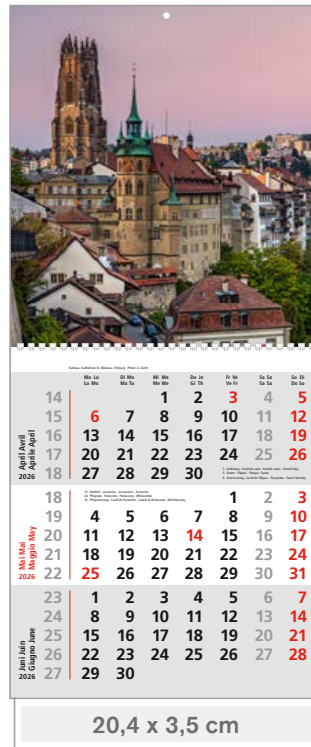 Rathaus, Kathedrale St. Nikolaus, Fribourg
Mo Lu Di Ma Mi Me Do Je Fr Ve Sa Sa So Di
Lu Mo Ma Tu Me We Gi Th Ve Fr Sa Sa Do Su
April Avril
Aprile April
2026
14 1 2 3 4 5
15 6 7 8 9 10 11 12
16 13 14 15 16 17 18 19
17 20 21 22 23 24 25 26
18 27 28 29 30
Mai Mai
Maggio May
2026
18 1 2 3
19 4 5 6 7 8 9 10
20 11 12 13 14 15 16 17
21 18 19 20 21 22 23 24
22 25 26 27 28 29 30 31
Juni Juin
Giugno June
2026
23 1 2 3 4 5 6 7
24 8 9 10 11 12 13 14
25 15 16 17 18 19 20 21
26 22 23 24 25 26 27 28
27 29 30
20,4 x 3,5 cm